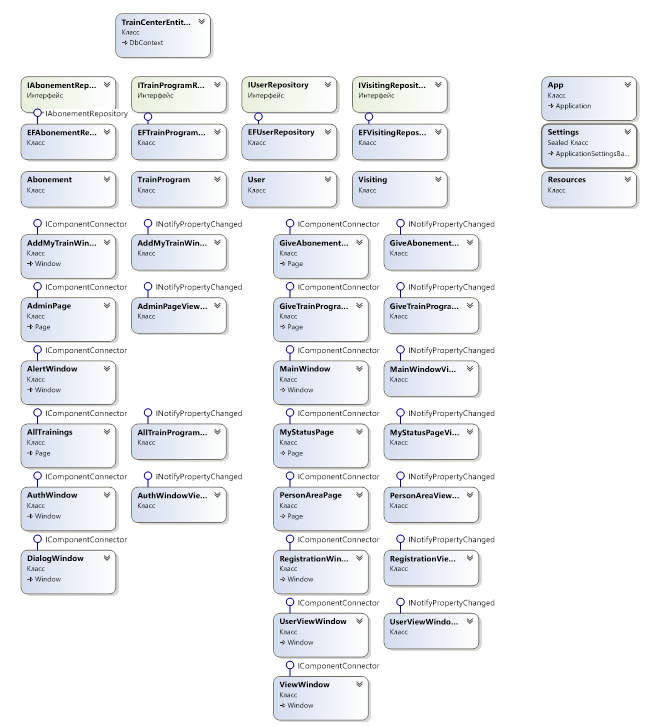 TrainCenterEntit...
Класс
DbContext
IAbonementRep...
Интерфейс
ITrainProgramR...
Интерфейс
IUserRepository
Интерфейс
IVisitingReposit...
Интерфейс
App
Класс
Application
IAbonementRepository
EFAbonementRe...
Класс
EFTrainProgram...
Класс
EFUserRepository
Класс
EFVisitingRepos...
Класс
Settings
Sealed Класс
ApplicationSettingsBa...
Abonement
Класс
TrainProgram
Класс
User
Класс
Visiting
Класс
Resources
Класс
IComponentConnector
INotifyPropertyChanged
IComponentConnector
INotifyPropertyChanged
AddMyTrainWin...
Класс
Window
AddMyTrainWin...
Класс
GiveAbonement...
Класс
Page
GiveAbonement...
Класс
IComponentConnector
INotifyPropertyChanged
IComponentConnector
INotifyPropertyChanged
AdminPage
Класс
Page
AdminPageView...
Класс
GiveTrainProgra...
Класс
Page
GiveTrainProgra...
Класс
IComponentConnector
IComponentConnector
INotifyPropertyChanged
AlertWindow
Класс
Window
MainWindow
Класс
Window
MainWindowVi...
Класс
IComponentConnector
INotifyPropertyChanged
IComponentConnector
INotifyPropertyChanged
AllTrainings
Класс
Page
AllTrainProgram...
Класс
MyStatusPage
Класс
Page
MyStatusPageVi...
Класс
IComponentConnector
INotifyPropertyChanged
IComponentConnector
INotifyPropertyChanged
AuthWindow
Класс
Window
AuthWindowVie...
Класс
PersonAreaPage
Класс
Page
PersonAreaView...
Класс
IComponentConnector
IComponentConnector
INotifyPropertyChanged
DialogWindow
Класс
Window
RegistrationWin...
Класс
Window
RegistrationVie...
Класс
IComponentConnector
INotifyPropertyChanged
UserViewWindow
Класс
Window
UserViewWindo...
Класс
IComponentConnector
ViewWindow
Класс
Window